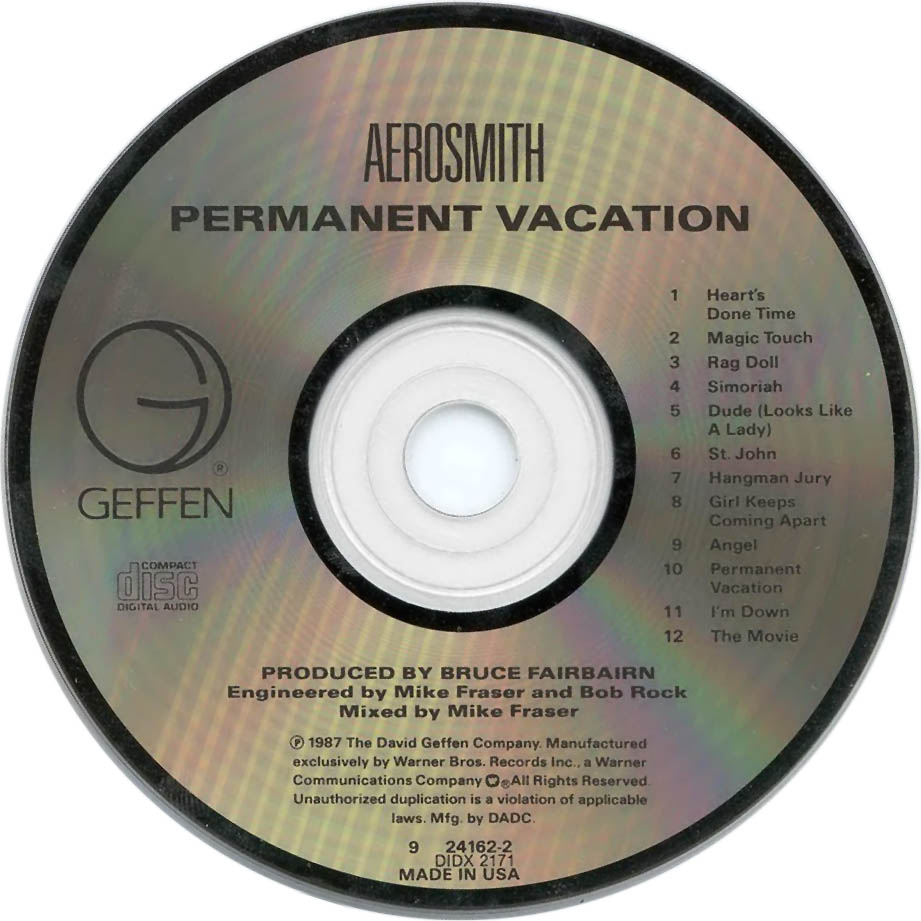 AEROSMITH
PERMANENT VACATION
1 Heart's
Done Time
2 Magic Touch
3 Rag Doll
4 Simoriah
5 Dude (Looks Like
A Lady)
6 St. John
7 Hangman Jury
8 Girl Keeps
Coming Apart
9 Angel
10 Permanent
Vacation
11 I'm Down
12 The Movie
G
®
GEFFEN
COMPACT
disc
DIGITAL AUDIO
PRODUCED BY BRUCE FAIRBAIRN
Engineered by Mike Fraser and Bob Rock
Mixed by Mike Fraser
℗ 1987 The David Geffen Company. Manufactured
exclusively by Warner Bros. Records Inc., a Warner
Communications Company ®All Rights Reserved.
Unauthorized duplication is a violation of applicable
laws. Mfg. by DADC.
9 24162-2
DIDX 2171
MADE IN USA